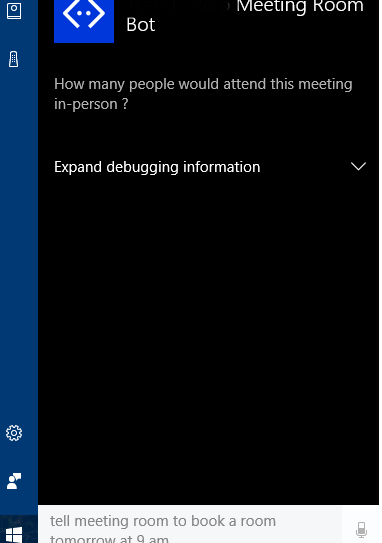 Meeting Room
Bot
How many people would attend this meeting
in-person ?
Expand debugging information
tell meeting room to book a room
tomorrow at 9 am